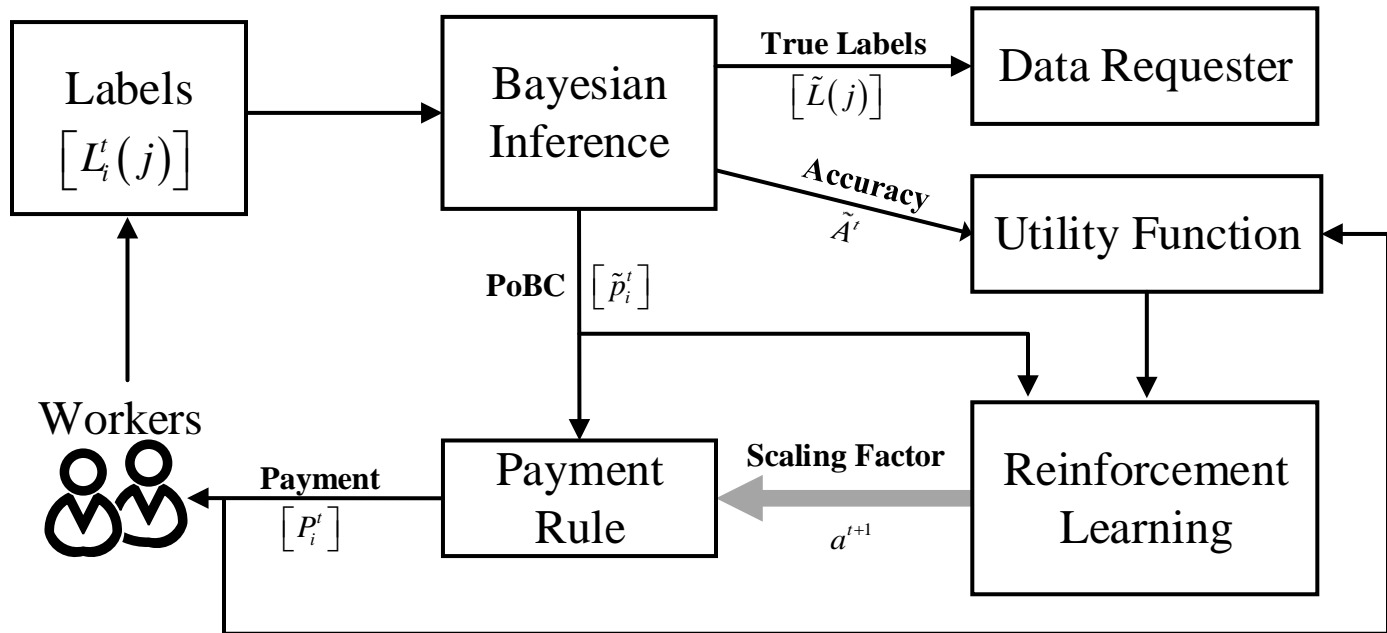 Labels
[L_i^t(j)]
Bayesian
Inference
True Labels
[L̃(j)]
Data Requester
Accuracy
Ã^t
Utility Function
PoBC [p̃_i^t]
Workers
Payment
[P_i^t]
Payment
Rule
Scaling Factor
a^{t+1}
Reinforcement
Learning